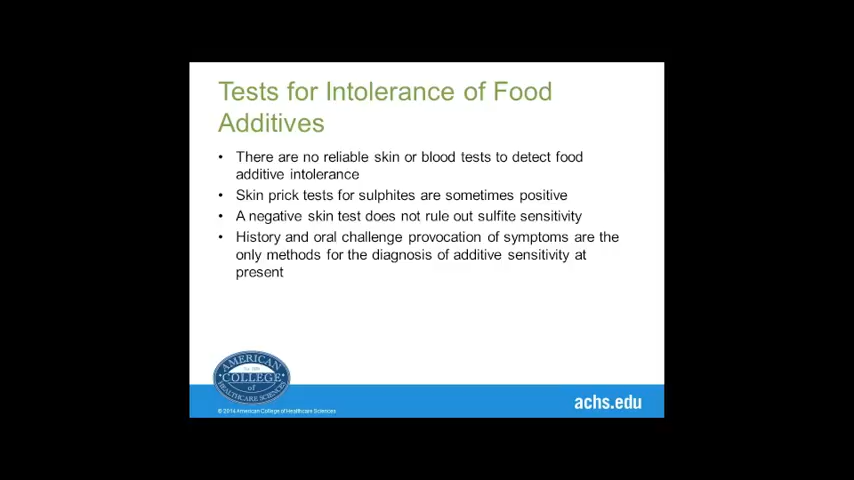 Tests for Intolerance of Food
Additives
• There are no reliable skin or blood tests to detect food
additive intolerance
• Skin prick tests for sulphites are sometimes positive
• A negative skin test does not rule out sulfite sensitivity
• History and oral challenge provocation of symptoms are the
only methods for the diagnosis of additive sensitivity at
present
AMERICAN
COLLEGE
of
HEALTHCARE SCIENCES
© 2014 American College of Healthcare Sciences
achs.edu